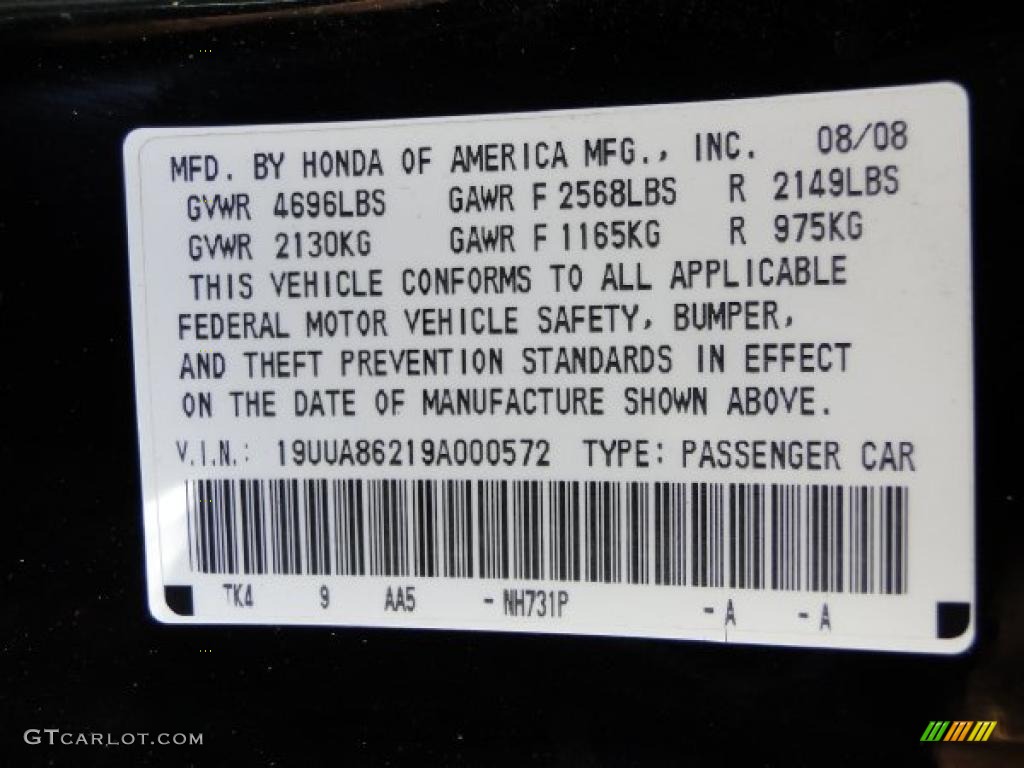 MFD. BY HONDA OF AMERICA MFG., INC. 08/08
GVWR 4696LBS GAWR F 2568LBS R 2149LBS
GVWR 2130KG GAWR F 1165KG R 975KG
THIS VEHICLE CONFORMS TO ALL APPLICABLE
FEDERAL MOTOR VEHICLE SAFETY, BUMPER,
AND THEFT PREVENTION STANDARDS IN EFFECT
ON THE DATE OF MANUFACTURE SHOWN ABOVE.
V.I.N.: 19UUA86219A000572 TYPE: PASSENGER CAR
TK4 9 AA5 - NH731P - A - A
GTCARLOT.COM